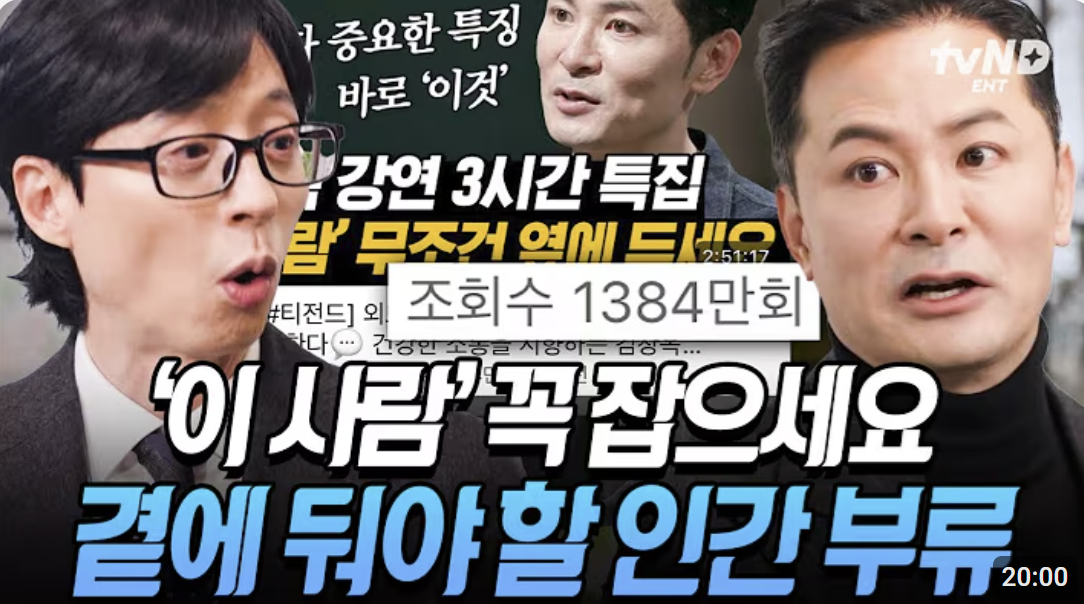 중요한 특징
바로 ‘이것’
tvND
ENT
강연 3시간 특집
람’ 무조건 옆에 두세요
2:51:17
조회수 1384만회
#티전드]
한다💬 건강한 소통을 지향하는 김창옥...
‘이 사람’ 꼭 잡으세요
곁에 둬야 할 인간 부류
20:00